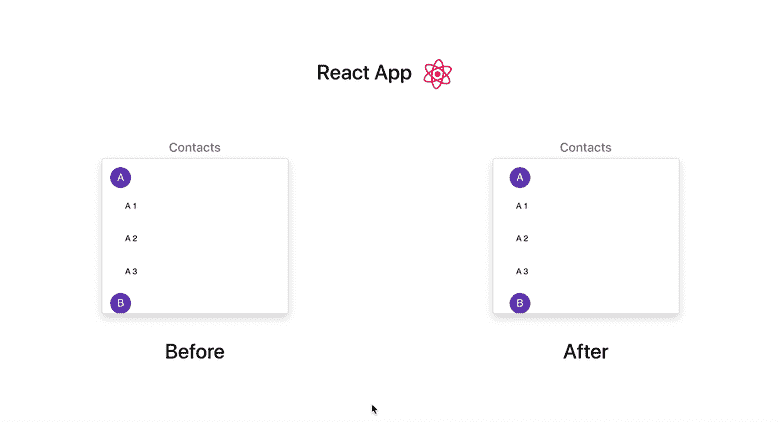 React App
Contacts
A
A 1
A 2
A 3
B
Before
Contacts
A
A 1
A 2
A 3
B
After